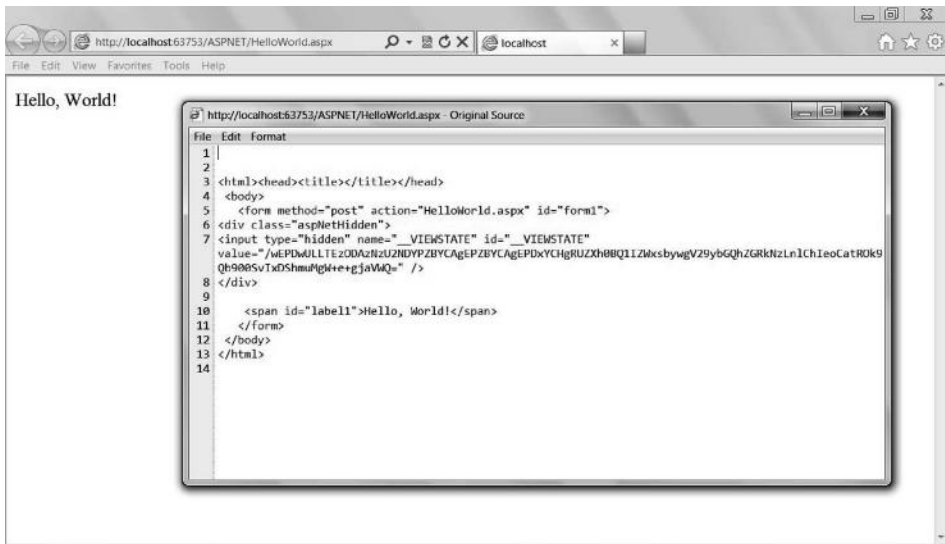 http://localhost:63753/ASPNET/HelloWorld.aspx
localhost
File Edit View Favorites Tools Help
Hello, World!
http://localhost:63753/ASPNET/HelloWorld.aspx - Original Source
File Edit Format
1
2
3 <html><head><title></title></head>
4 <body>
5 <form method="post" action="HelloWorld.aspx" id="form1">
6 <div class="aspNetHidden">
7 <input type="hidden" name="__VIEWSTATE" id="__VIEWSTATE"
8 </div>
9
10 <span id="label1">Hello, World!</span>
11 </form>
12 </body>
13 </html>
14